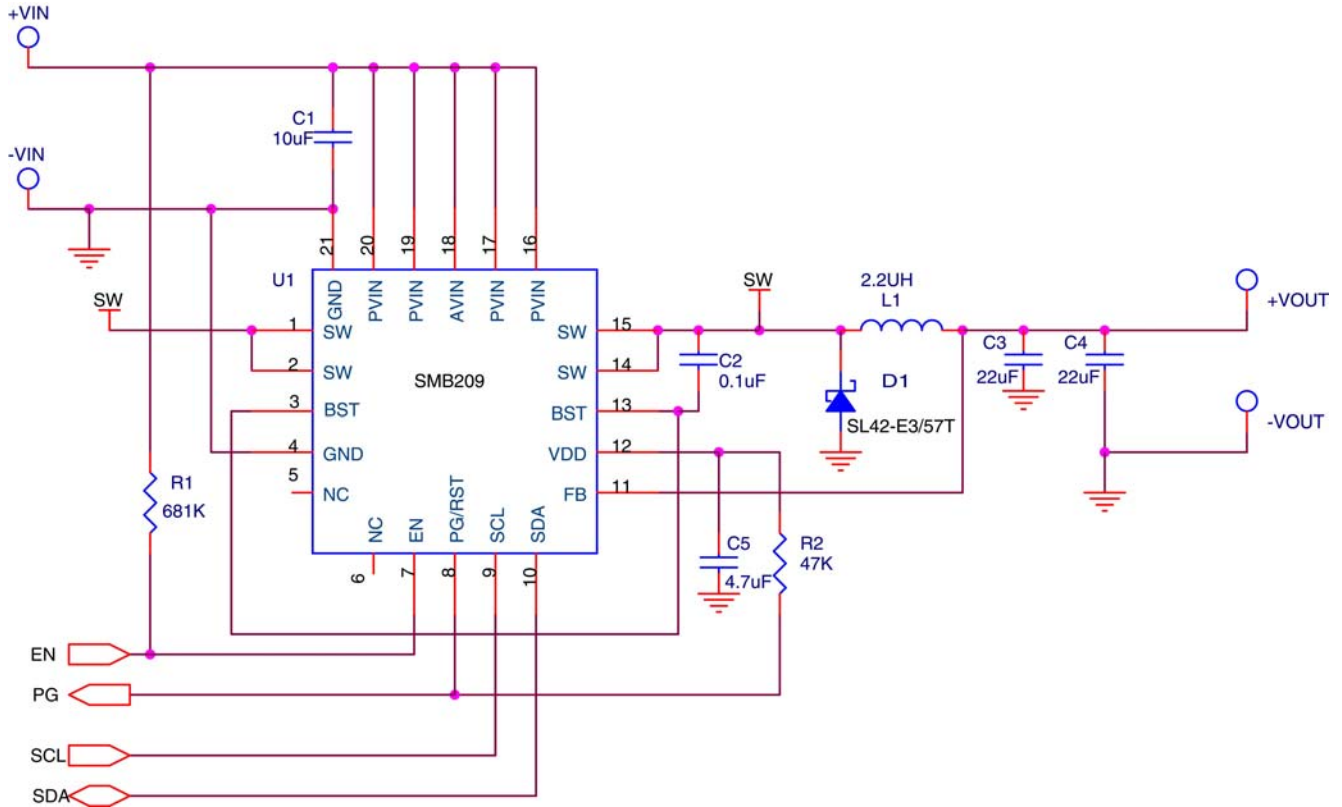 +VIN
C1
10uF
-VIN
21
20
19
18
17
16
U1
GND
PVIN
PVIN
AVIN
PVIN
PVIN
SW
1
SW
2
SW
3
BST
4
GND
5
NC
SMB209
SW
15
SW
14
BST
13
VDD
12
FB
11
NC
EN
PG/RST
SCL
SDA
6
7
8
9
10
SW
C2
0.1uF
2.2UH
L1
D1
SL42-E3/57T
C3
22uF
C4
22uF
+VOUT
-VOUT
R1
681K
C5
4.7uF
R2
47K
EN
PG
SCL
SDA